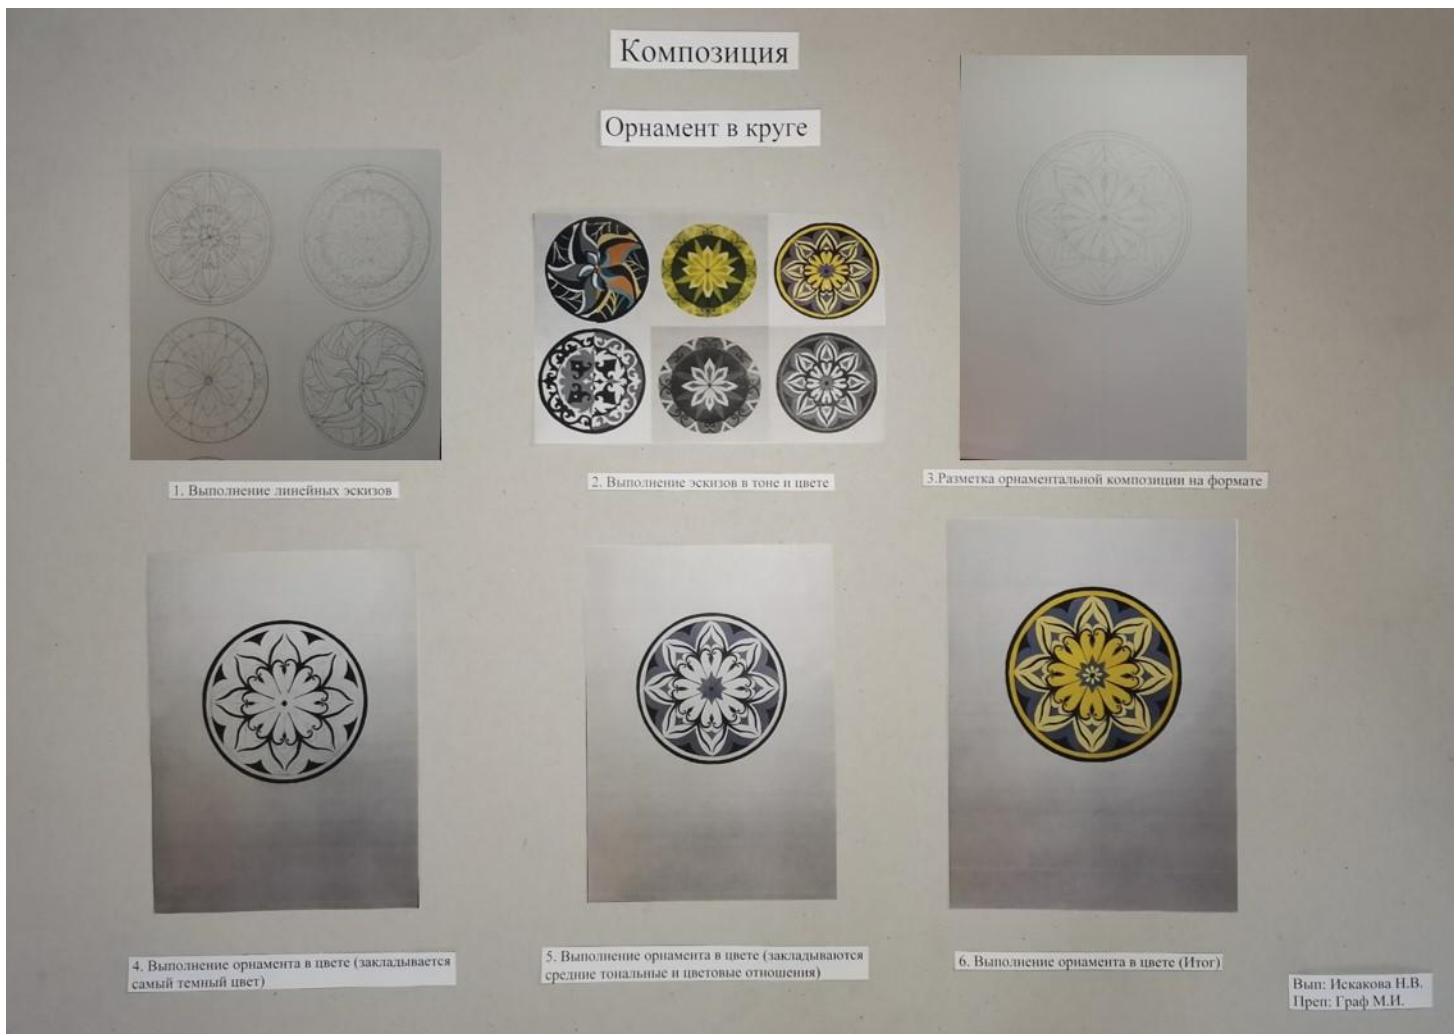 Композиция
Орнамент в круге
1. Выполнение линейных эскизов
2. Выполнение эскизов в тоне и цвете
3.Разметка орнаментальной композиции на формате
4. Выполнение орнамента в цвете (закладывается
самый темный цвет)
5. Выполнение орнамента в цвете (закладываются
средние тональные и цветовые отношения)
6. Выполнение орнамента в цвете (Итог)
Вып: Искакова Н.В.
Преп: Граф М.И.